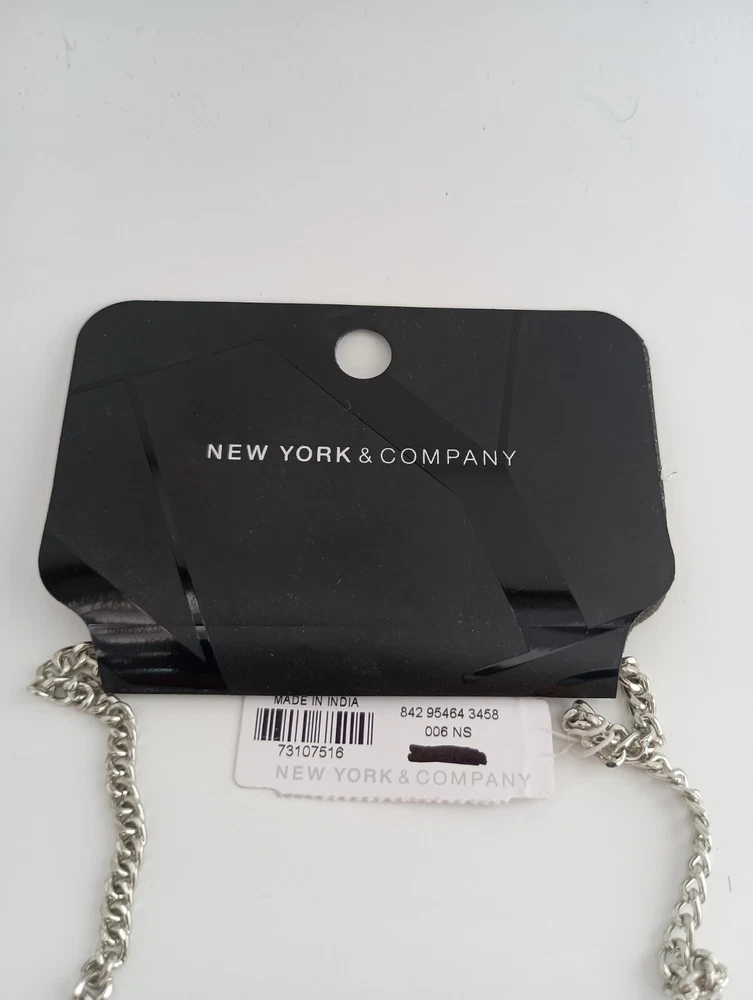 NEW YORK & COMPANY
MADE IN INDIA
842 95464 3458
006 NS
73107516
NEW YORK & COMPANY